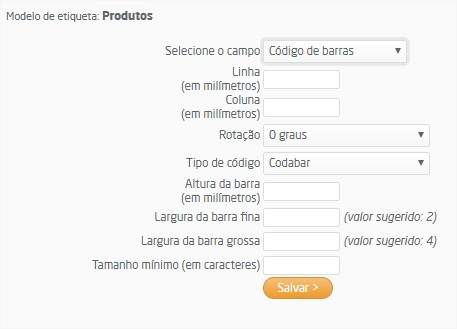 Modelo de etiqueta: Produtos
Selecione o campo Código de barras
Linha
(em milímetros)
Coluna
(em milímetros)
Rotação 0 graus
Tipo de código Codabar
Altura da barra
(em milímetros)
Largura da barra fina (valor sugerido: 2)
Largura da barra grossa (valor sugerido: 4)
Tamanho mínimo (em caracteres)
Salvar >